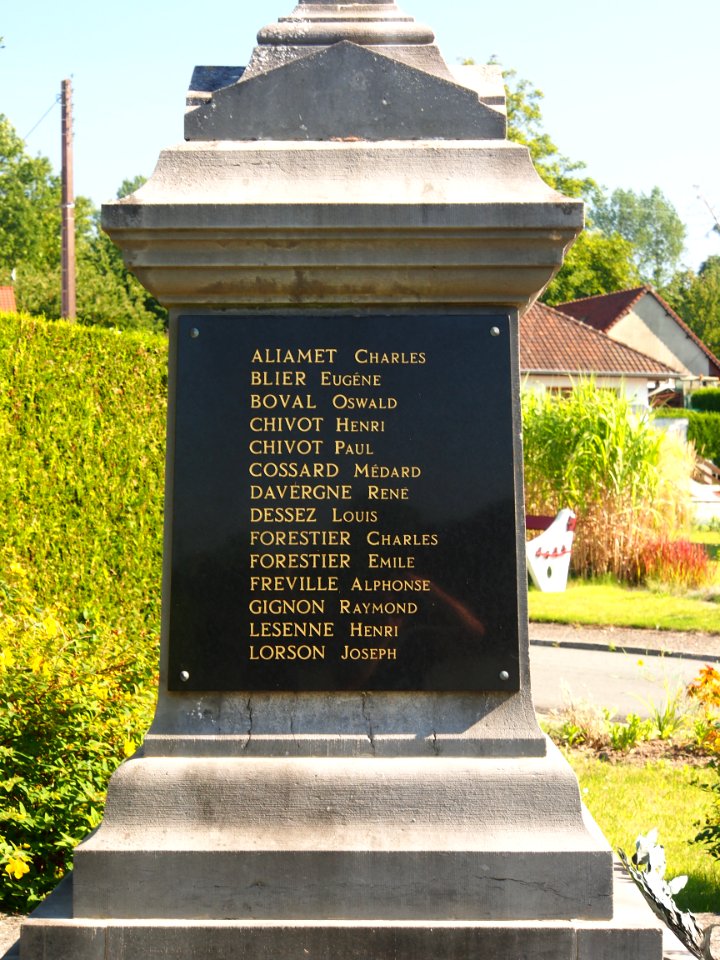 ALIAMET CHARLES
BLIER EUGÉNE
BOVAL OSWALD
CHIVOT HENRI
CHIVOT PAUL
COSSARD MÉDARD
DAVERGNE RENÉ
DESSEZ LOUIS
FORESTIER CHARLES
FORESTIER EMILE
FREVILLE ALPHONSE
GIGNON RAYMOND
LESENNE HENRI
LORSON JOSEPH